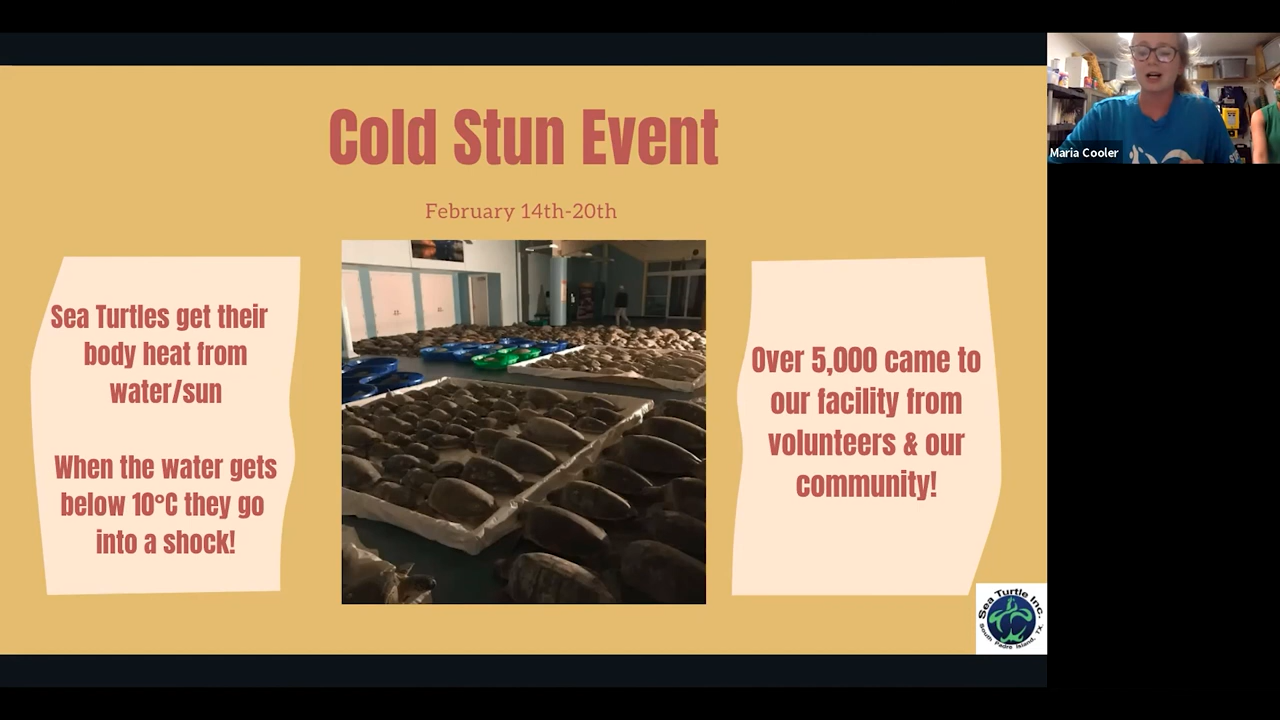 Cold Stun Event
February 14th-20th
Sea Turtles get their
body heat from
water/sun
When the water gets
below 10°C they go
into a shock!
Over 5,000 came to
our facility from
volunteers & our
community!
Sea Turtle Inc.
South Padre Island, TX.
Maria Cooler